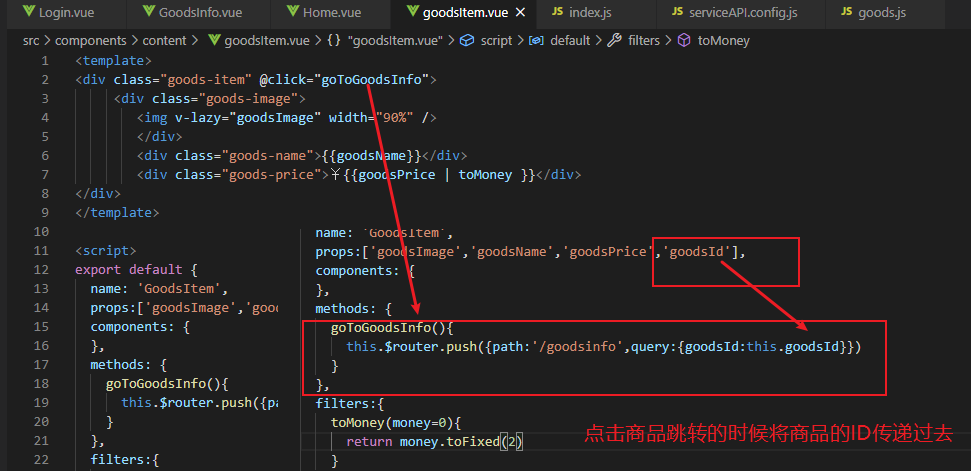 Login.vue GoodsInfo.vue Home.vue goodsItem.vue × JS index.js JS serviceAPI.config.js JS goods.js
src > components > content > goodsItem.vue > {} "goodsItem.vue" > script > default > filters > toMoney
1 <template>
2 <div class="goods-item" @click="goToGoodsInfo">
3 <div class="goods-image">
4 <img v-lazy="goodsImage" width="90%" />
5 </div>
6 <div class="goods-name">{{goodsName}}</div>
7 <div class="goods-price">¥{{goodsPrice | toMoney }}</div>
8 </div>
9 </template>
10
11 <script>
12 export default {
13 name: 'GoodsItem',
14 props:['goodsImage','good
15 components: {
16 },
17 methods: {
18 goToGoodsInfo(){
19 this.$router.push({pa
20 }
21 },
22 filters:{
name: 'GoodsItem',
props:['goodsImage','goodsName','goodsPrice','goodsId'],
components: {
},
methods: {
goToGoodsInfo(){
this.$router.push({path:'/goodsinfo',query:{goodsId:this.goodsId}})
}
},
filters:{
toMoney(money=0){
return money.toFixed(2)
}
点击商品跳转的时候将商品的ID传递过去